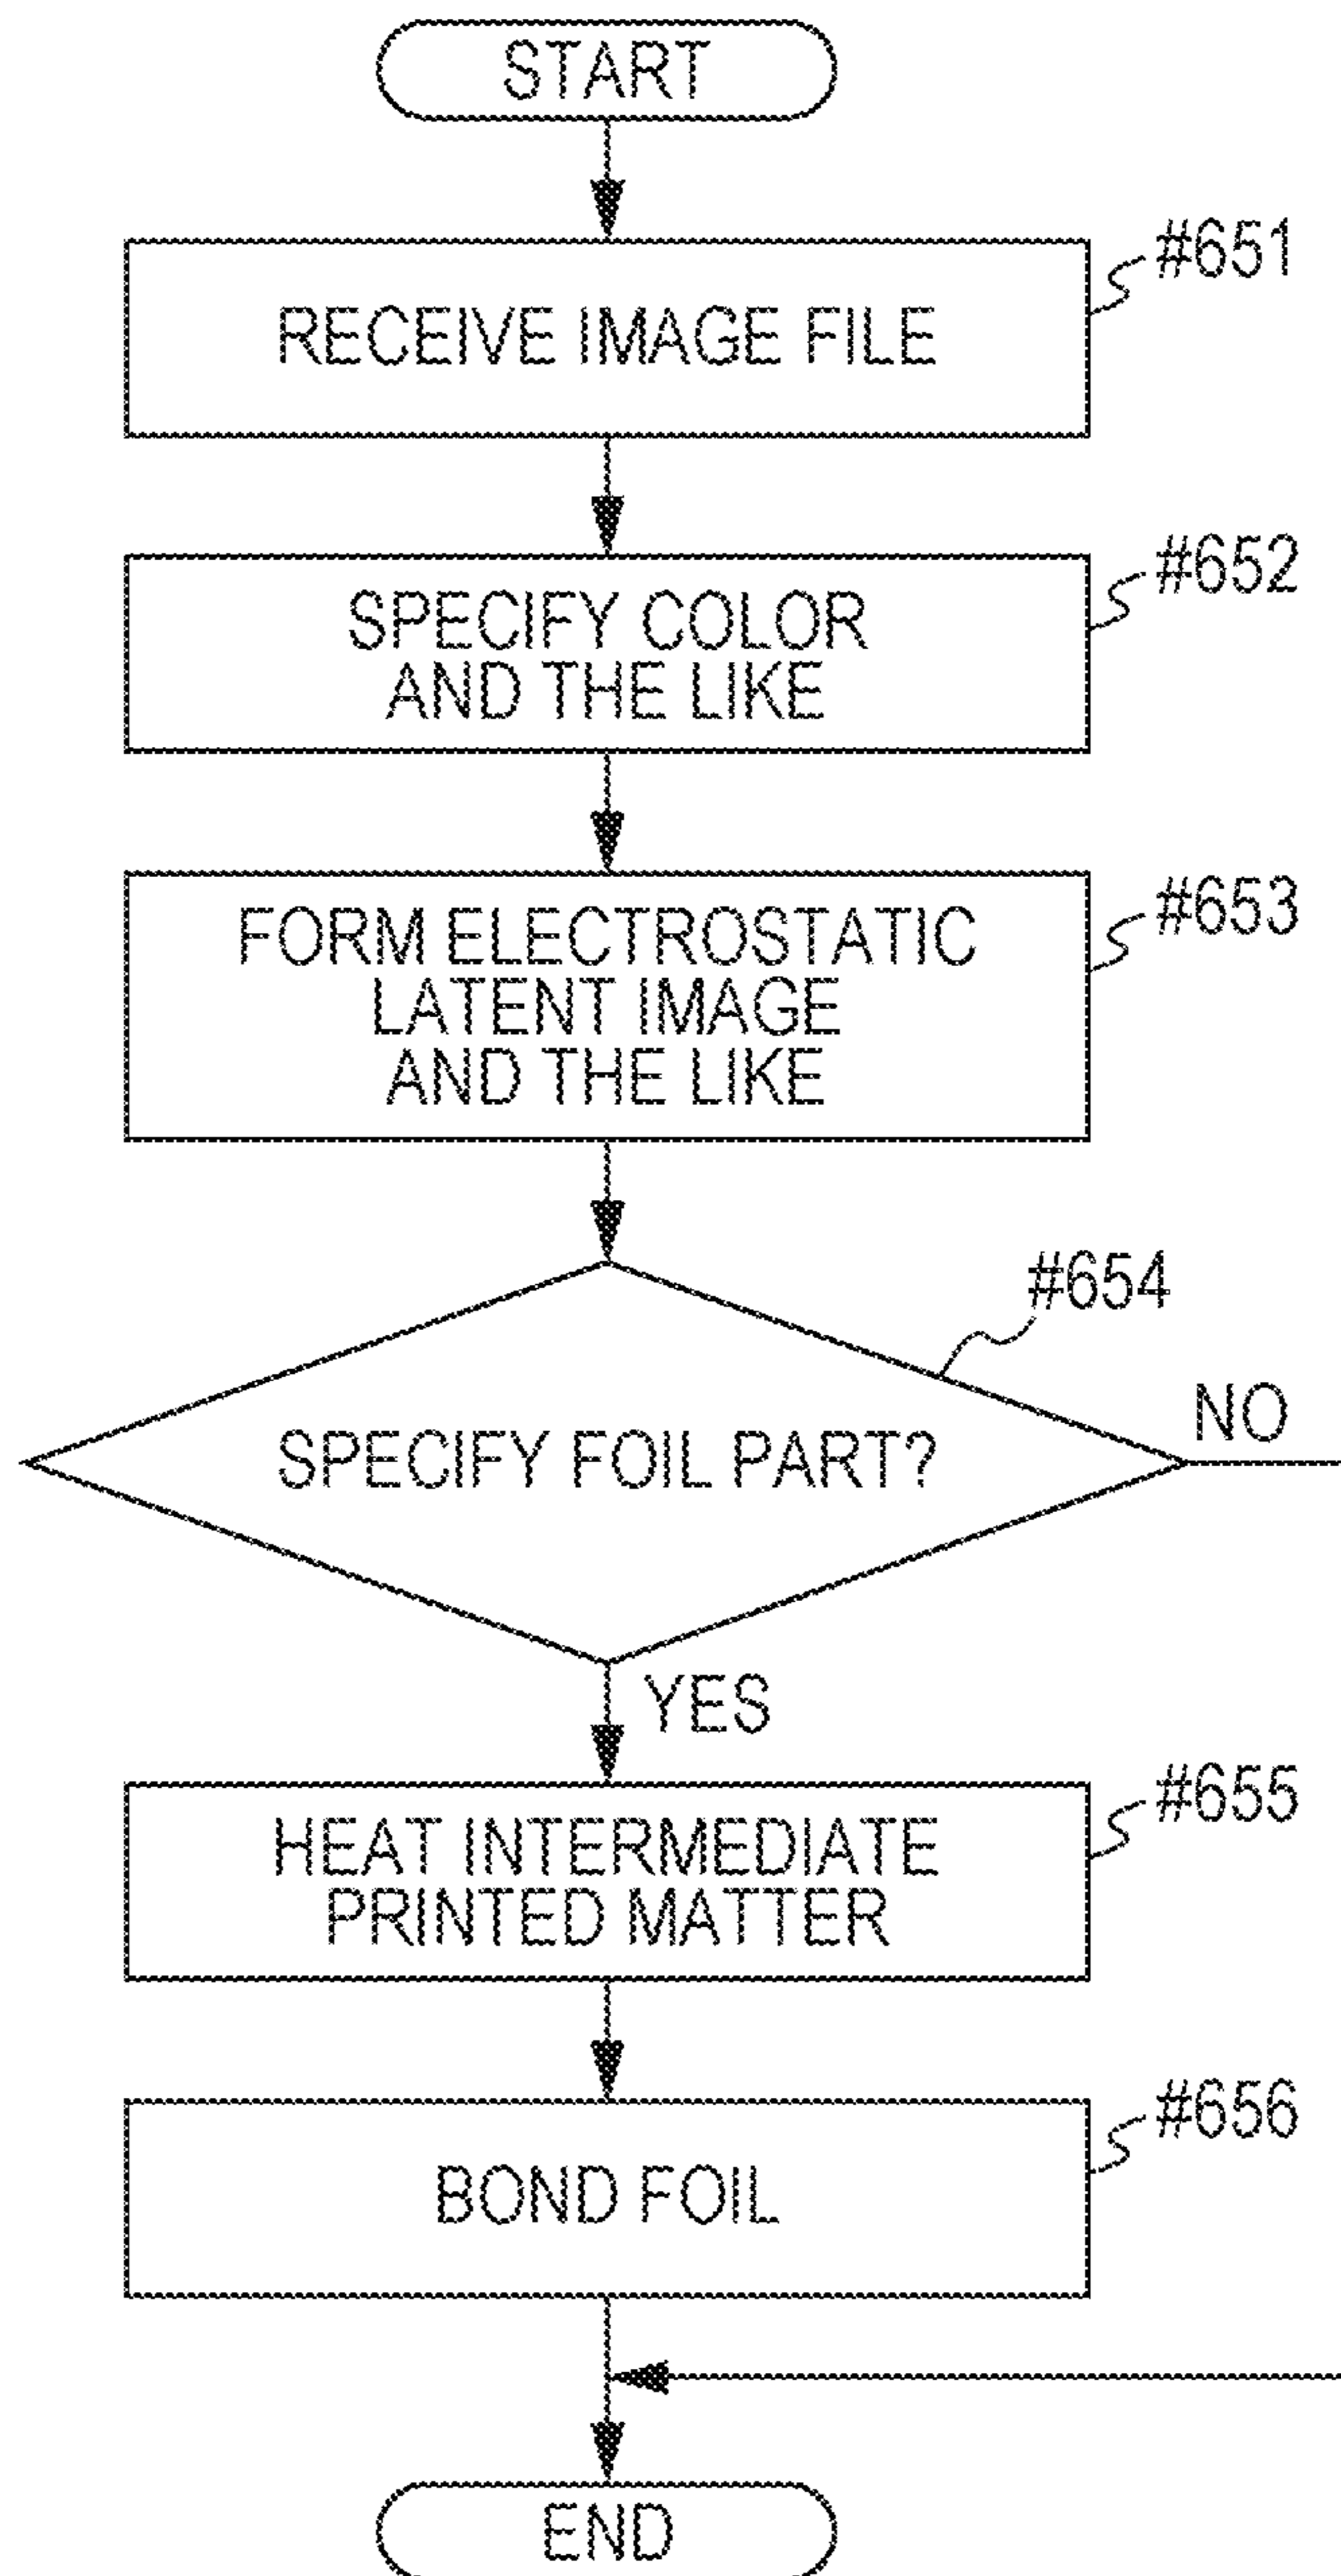 START
#651
RECEIVE IMAGE FILE
#652
SPECIFY COLOR
AND THE LIKE
#653
FORM ELECTROSTATIC
LATENT IMAGE
AND THE LIKE
#654
NO
SPECIFY FOIL PART?
YES
#655
HEAT INTERMEDIATE
PRINTED MATTER
#656
BOND FOIL
END